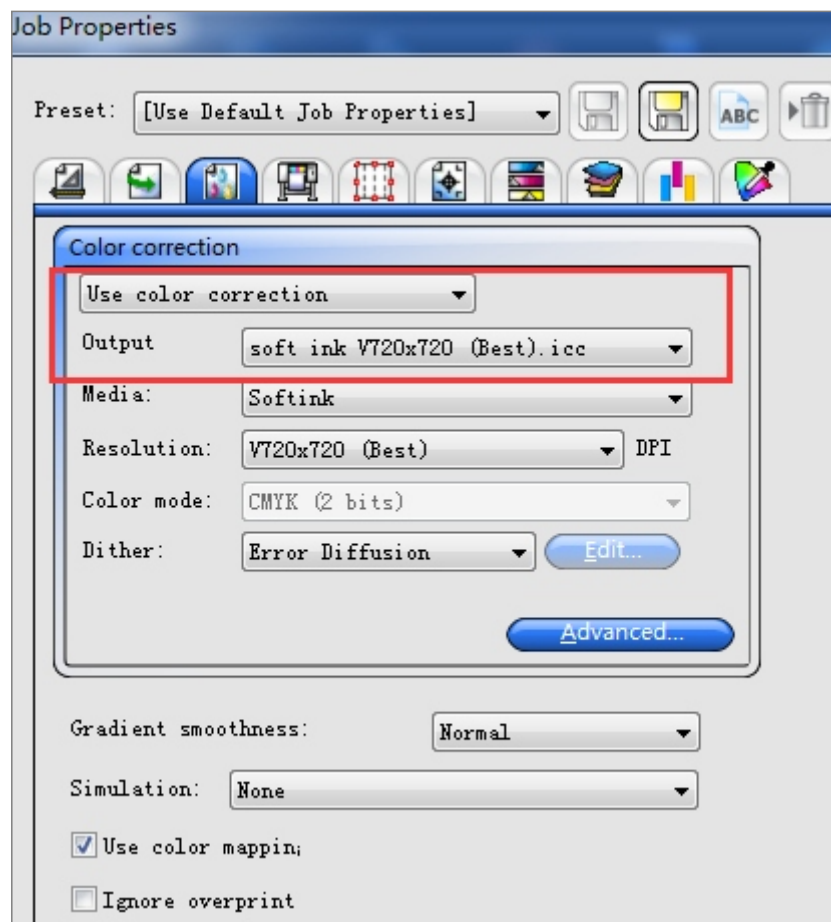 Job Properties
Preset: [Use Default Job Properties]
ABC
Color correction
Use color correction
Output soft ink V720x720 (Best).icc
Media: Softink
Resolution: V720x720 (Best) DPI
Color mode: CMYK (2 bits)
Dither: Error Diffusion Edit...
Advanced...
Gradient smoothness: Normal
Simulation: None
Use color mappin;
Ignore overprint